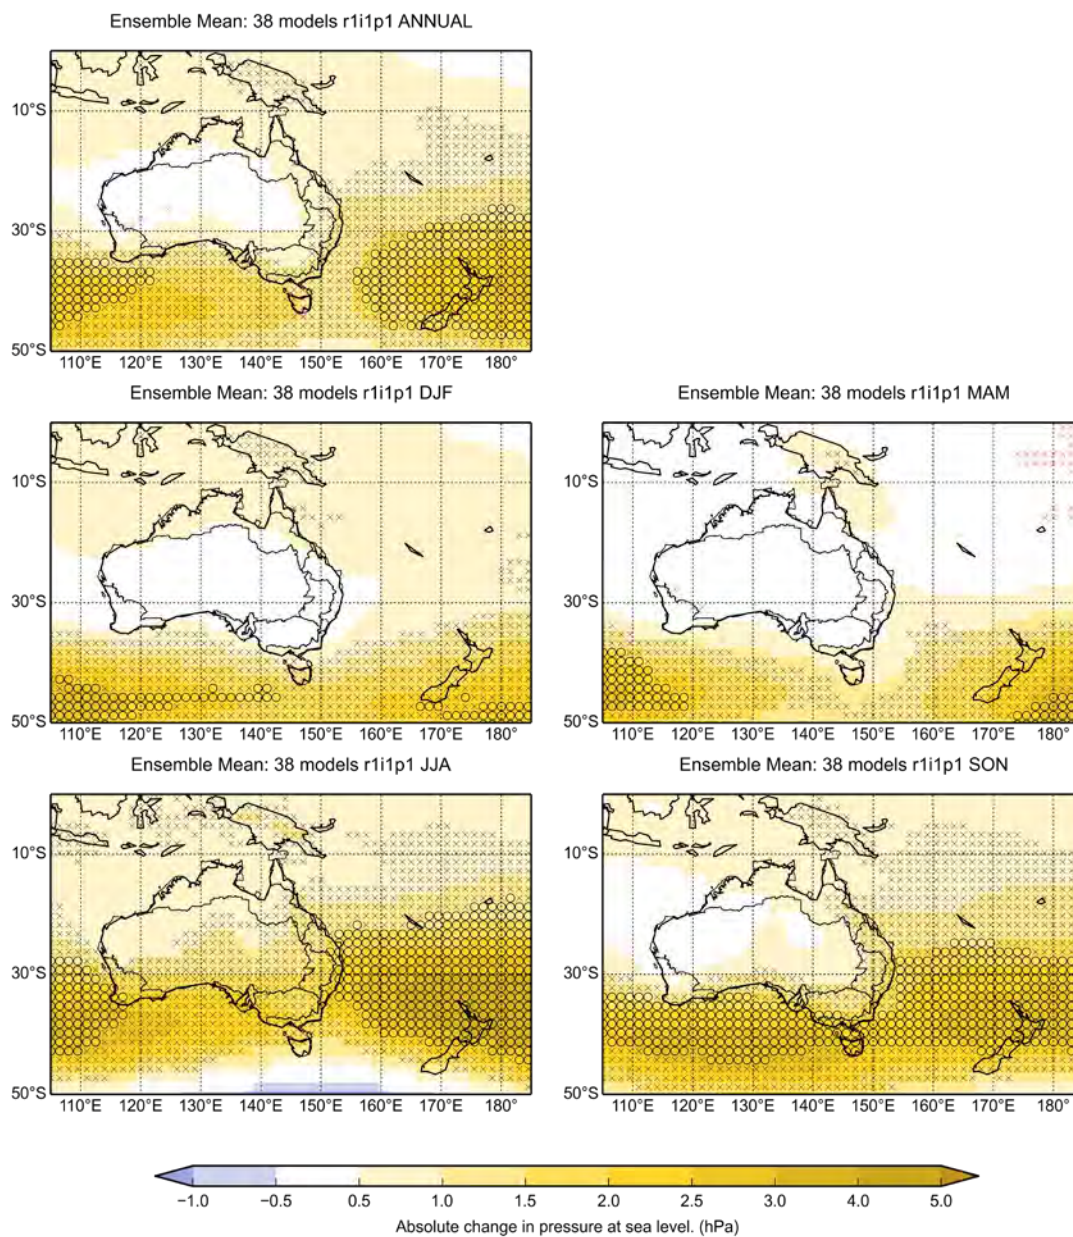 Ensemble Mean: 38 models r1i1p1 ANNUAL
10°S
30°S
50°S
110°E 120°E 130°E 140°E 150°E 160°E 170°E 180°
Ensemble Mean: 38 models r1i1p1 DJF
Ensemble Mean: 38 models r1i1p1 MAM
10°S
10°S
30°S
30°S
50°S
50°S
110°E 120°E 130°E 140°E 150°E 160°E 170°E 180°
110°E 120°E 130°E 140°E 150°E 160°E 170°E 180°
Ensemble Mean: 38 models r1i1p1 JJA
Ensemble Mean: 38 models r1i1p1 SON
10°S
10°S
30°S
30°S
50°S
50°S
110°E 120°E 130°E 140°E 150°E 160°E 170°E 180°
110°E 120°E 130°E 140°E 150°E 160°E 170°E 180°
−1.0 −0.5 0.5 1.0 1.5 2.0 2.5 3.0 4.0 5.0
Absolute change in pressure at sea level. (hPa)